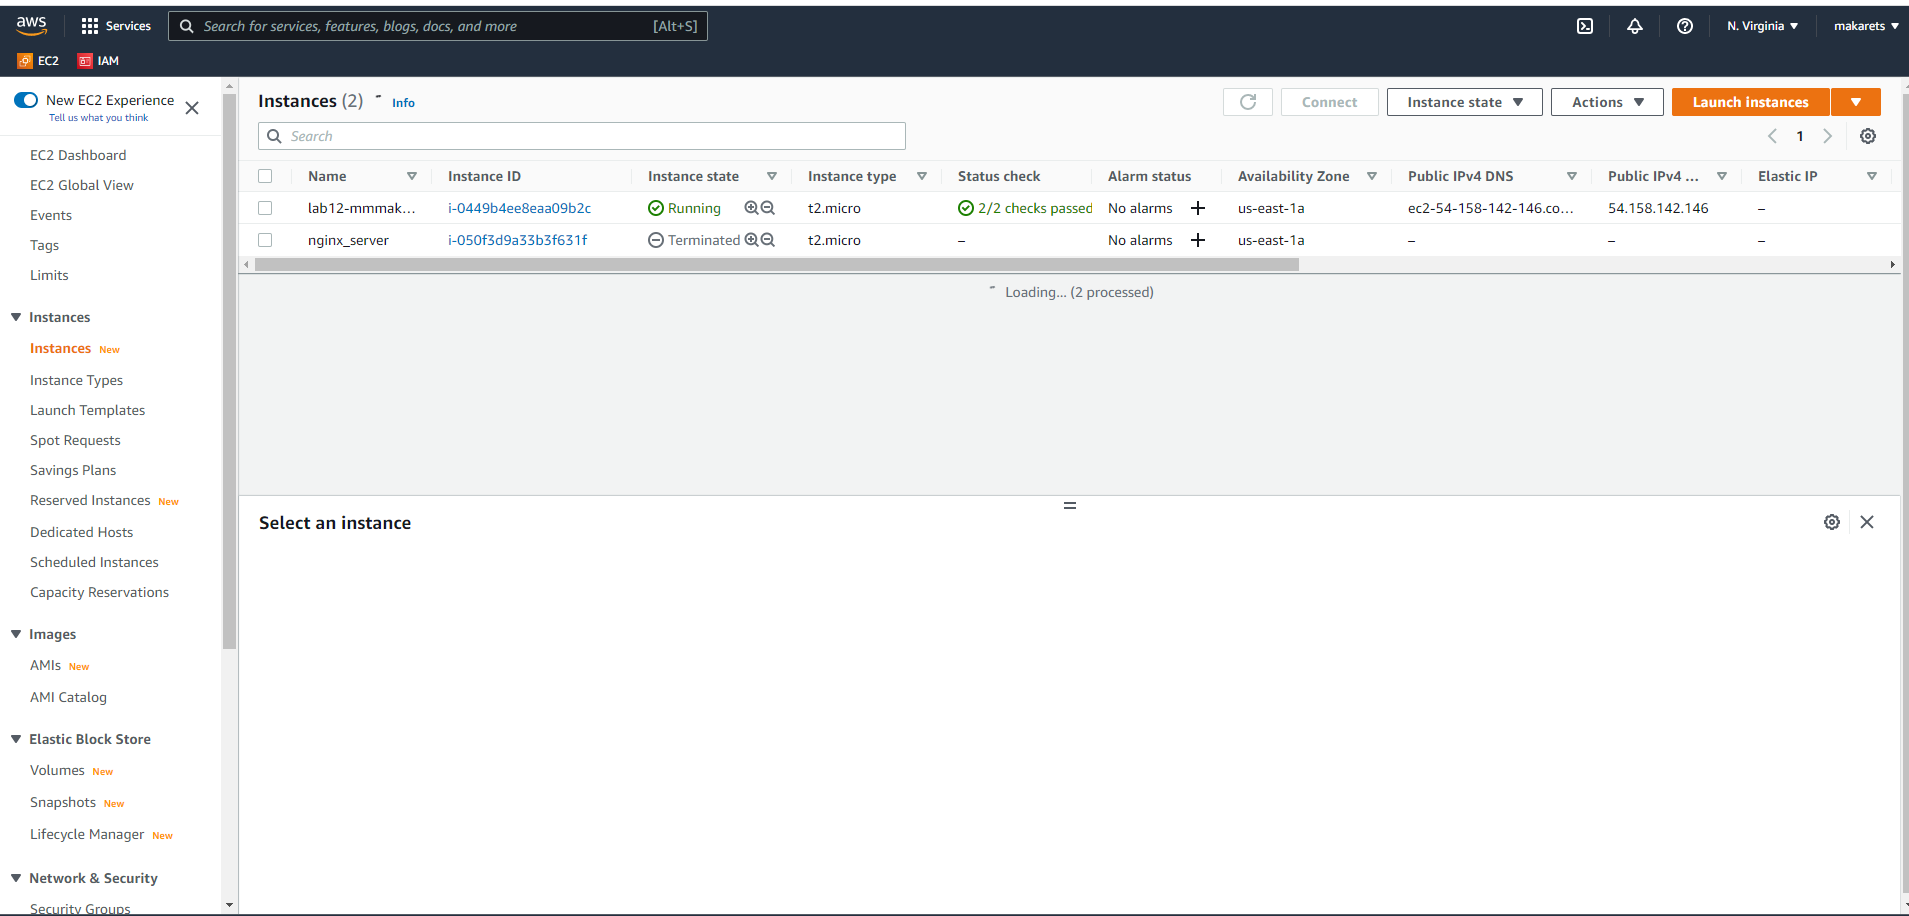 aws
Services
Search for services, features, blogs, docs, and more
[Alt+S]
N. Virginia
makarets
EC2
IAM
New EC2 Experience
Tell us what you think
EC2 Dashboard
EC2 Global View
Events
Tags
Limits
Instances
Instances New
Instance Types
Launch Templates
Spot Requests
Savings Plans
Reserved Instances New
Dedicated Hosts
Scheduled Instances
Capacity Reservations
Images
AMIs New
AMI Catalog
Elastic Block Store
Volumes New
Snapshots New
Lifecycle Manager New
Network & Security
Security Groups
Instances (2) Info
Connect
Instance state
Actions
Launch instances
Search
1
Name Instance ID Instance state Instance type Status check Alarm status Availability Zone Public IPv4 DNS Public IPv4 ... Elastic IP
lab12-mmmak... i-0449b4ee8eaa09b2c Running t2.micro 2/2 checks passed No alarms + us-east-1a ec2-54-158-142-146.co... 54.158.142.146 –
nginx_server i-050f3d9a33b3f631f Terminated t2.micro – No alarms + us-east-1a – – –
Loading... (2 processed)
Select an instance